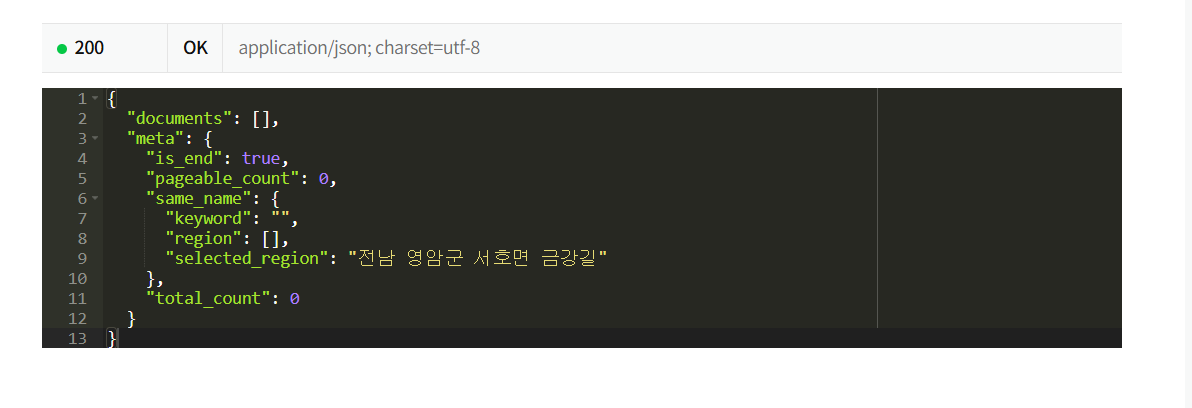 200 OK application/json; charset=utf-8
1 {
2 "documents": [],
3 "meta": {
4 "is_end": true,
5 "pageable_count": 0,
6 "same_name": {
7 "keyword": "",
8 "region": [],
9 "selected_region": "전남 영암군 서호면 금강길"
10 },
11 "total_count": 0
12 }
13 }